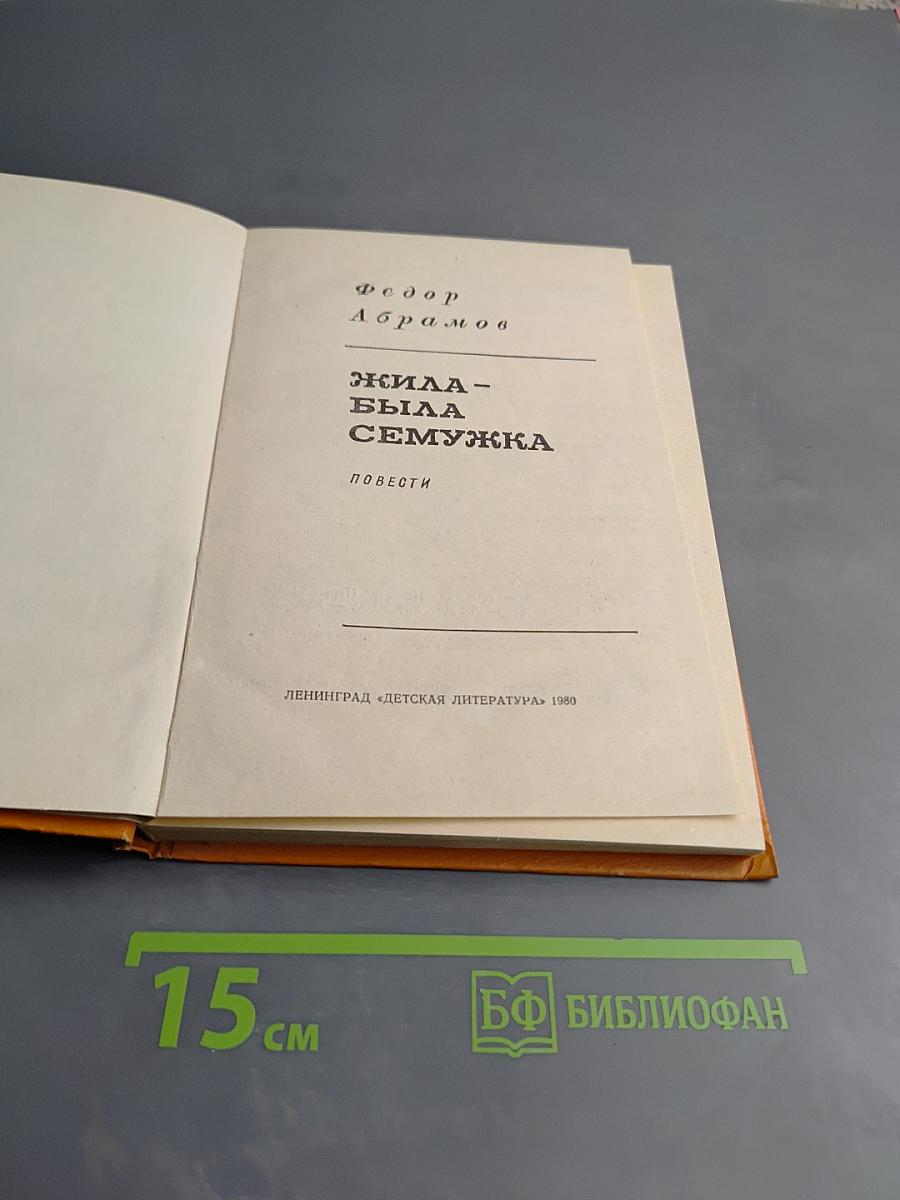 Федор
Абрамов
ЖИЛА–
БЫЛА
СЕМУЖКА
ПОВЕСТИ
ЛЕНИНГРАД «ДЕТСКАЯ ЛИТЕРАТУРА» 1980
15 см
БФ БИБЛИОФАН